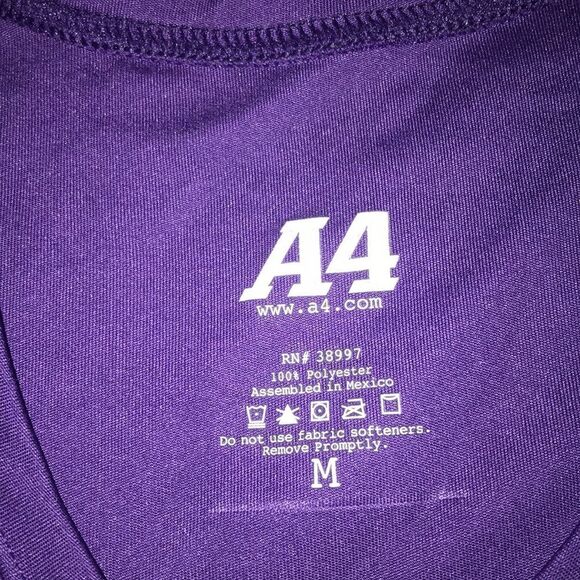 A4
www.a4.com
RN# 38997
100% Polyester
Assembled in Mexico
Do not use fabric softeners.
Remove Promptly.
M